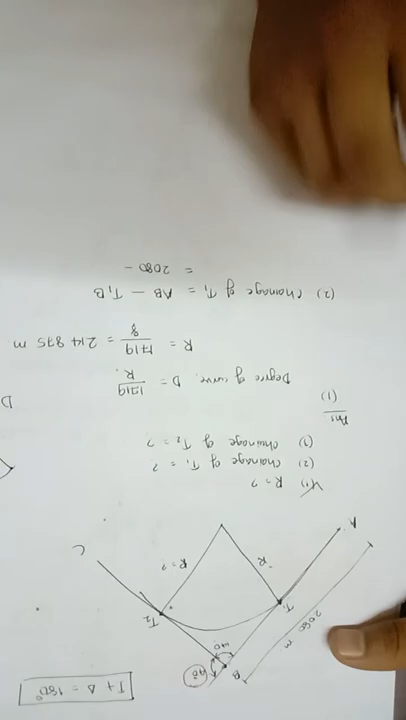 I + Δ = 180°
B
40°
140
2080 m
T1
T2
A
C
R
R = ?
(1) R = ?
(2) chainage of T1 = ?
(3) chainage of T2 = ?
(1)
Degree of curve, D = 1719/R
R = 1719/8 = 214.875 m
(2) Chainage of T1 = AB - T1B
= 2080 -
D